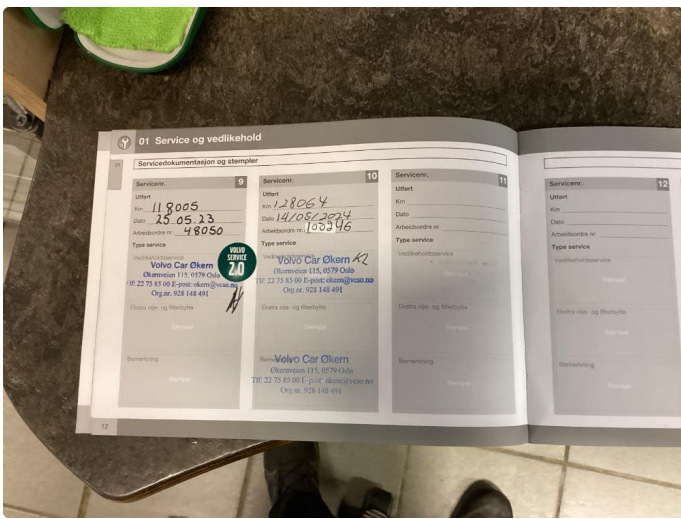 01 Service og vedlikehold
Servicedokumentasjon og stempler
Servicenr. 9
Utført
Km 118005
Dato 25.05.23
Arbeidsordre nr. 48050
Type service
Vedlikeholdsservice
VOLVO
SERVICE
2.0
Volvo Car Økern
Økernveien 115, 0579 Oslo
Tlf: 22 75 85 00 E-post: okern@vcso.no
Org.nr. 928 148 491
Ekstra olje- og filterbytte
Stempel
Bemerkning
Stempel
Servicenr. 10
Utført
Km 128064
Dato 14/05/2024
Arbeidsordre nr. 100246
Type service
Volvo Car Økern KL
Økernveien 115, 0579 Oslo
Tlf: 22 75 85 00 E-post: okern@vcso.no
Org.nr. 928 148 491
Ekstra olje- og filterbytte
Stempel
Volvo Car Økern
Økernveien 115, 0579 Oslo
Tlf: 22 75 85 00 E-post: okern@vcso.no
Org.nr. 928 148 491
Servicenr. 11
Utført
Km
Dato
Arbeidsordre nr.
Type service
Vedlikeholdsservice
Stempel
Ekstra olje- og filterbytte
Stempel
Bemerkning
Stempel
Servicenr. 12
Utført
Km
Dato
Arbeidsordre nr.
Type service
Vedlikeholdsservice
Stempel
Ekstra olje- og filterbytte
Stempel
Bemerkning
Stempel
12